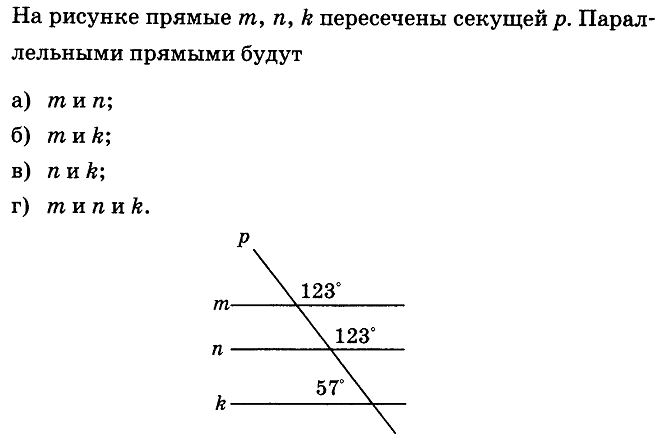 На рисунке прямые m, n, k пересечены секущей p. Парал-
лельными прямыми будут
а) m и n;
б) m и k;
в) n и k;
г) m и n и k.
p
123°
m
123°
n
57°
k